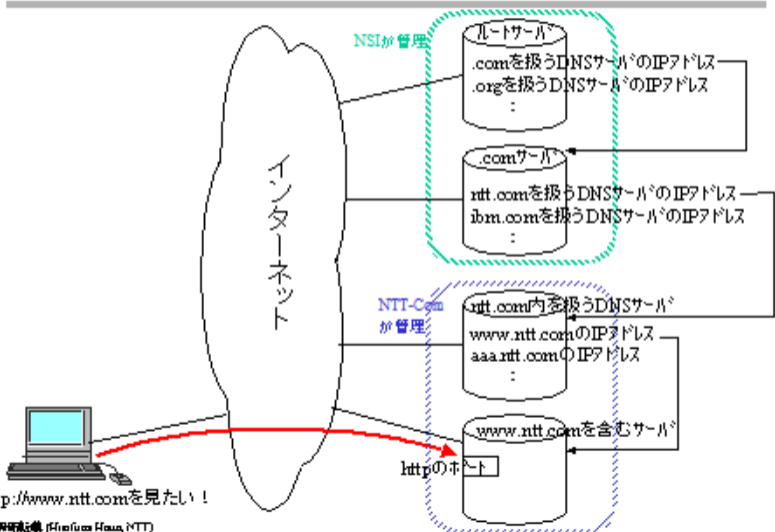 NSIが管理
ルートサーバ
.comを扱うDNSサーバのIPアドレス
.orgを扱うDNSサーバのIPアドレス
:
.comサーバ
ntt.comを扱うDNSサーバのIPアドレス
ibm.comを扱うDNSサーバのIPアドレス
:
インターネット
NTT-Com
が管理
ntt.com内を扱うDNSサーバ
www.ntt.comのIPアドレス
aaa.ntt.comのIPアドレス
:
www.ntt.comを含むサーバ
httpのポート
p://www.ntt.comを見たい!
NTT)